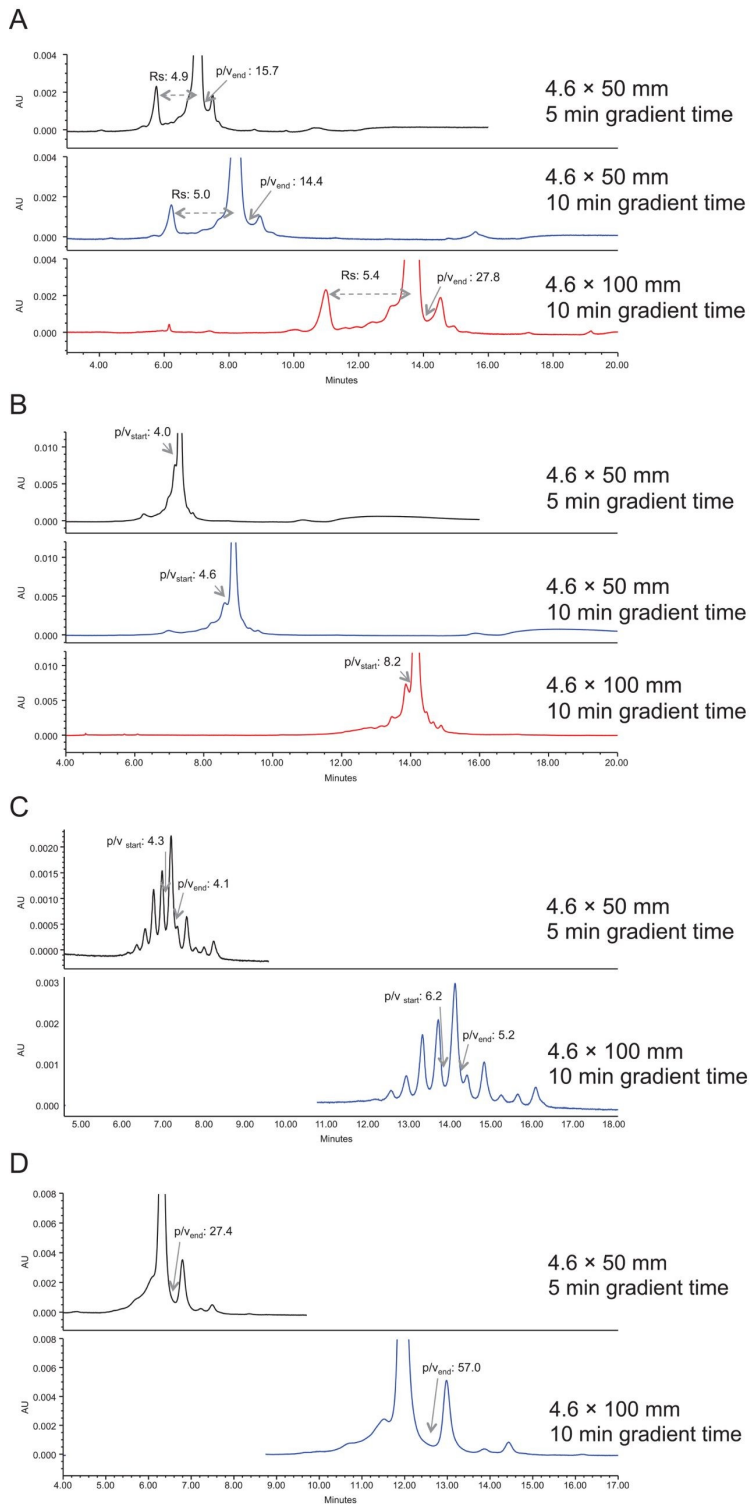 A
0.004
0.002
0.000
AU
Rs: 4.9
p/vend : 15.7
4.6 × 50 mm
5 min gradient time
0.004
0.002
0.000
AU
Rs: 5.0
p/vend : 14.4
4.6 × 50 mm
10 min gradient time
0.004
0.002
0.000
AU
Rs: 5.4
p/vend : 27.8
4.6 × 100 mm
10 min gradient time
4.00 6.00 8.00 10.00 12.00 14.00 16.00 18.00 20.00
Minutes
B
0.010
0.005
0.000
AU
p/vstart: 4.0
4.6 × 50 mm
5 min gradient time
0.010
0.005
0.000
AU
p/vstart: 4.6
4.6 × 50 mm
10 min gradient time
0.010
0.005
0.000
AU
p/vstart: 8.2
4.6 × 100 mm
10 min gradient time
4.00 6.00 8.00 10.00 12.00 14.00 16.00 18.00 20.00
Minutes
C
0.0020
0.0015
0.0010
0.0005
0.0000
AU
p/v start: 4.3
p/vend: 4.1
4.6 × 50 mm
5 min gradient time
0.003
0.002
0.001
0.000
AU
p/v start: 6.2
p/vend: 5.2
4.6 × 100 mm
10 min gradient time
5.00 6.00 7.00 8.00 9.00 10.00 11.00 12.00 13.00 14.00 15.00 16.00 17.00 18.00
Minutes
D
0.008
0.006
0.004
0.002
0.000
AU
p/vend: 27.4
4.6 × 50 mm
5 min gradient time
0.008
0.006
0.004
0.002
0.000
AU
p/vend: 57.0
4.6 × 100 mm
10 min gradient time
4.00 5.00 6.00 7.00 8.00 9.00 10.00 11.00 12.00 13.00 14.00 15.00 16.00 17.00
Minutes